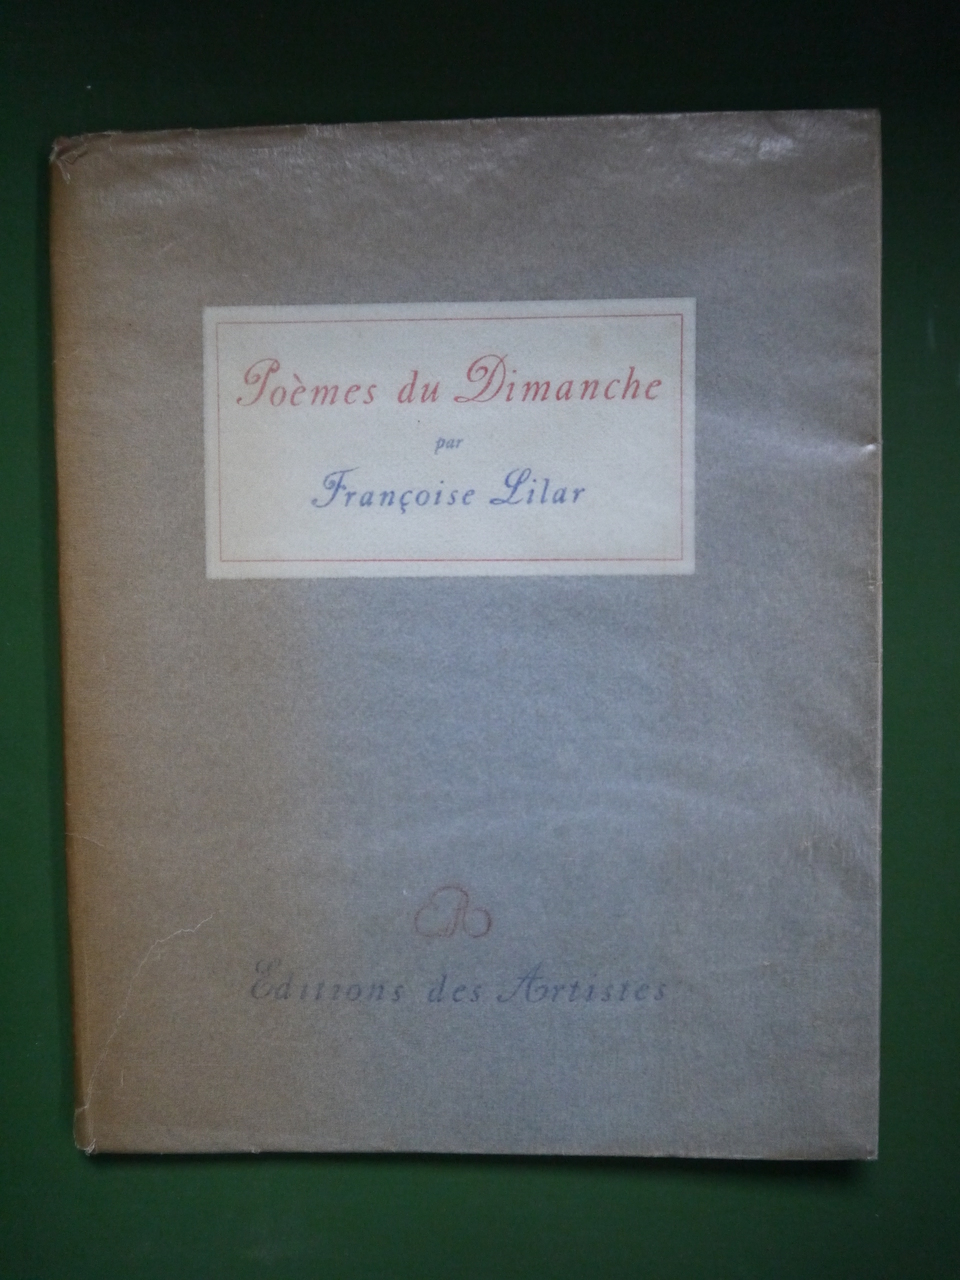 Poèmes du Dimanche
par
Françoise Lilar
Editions des Artistes